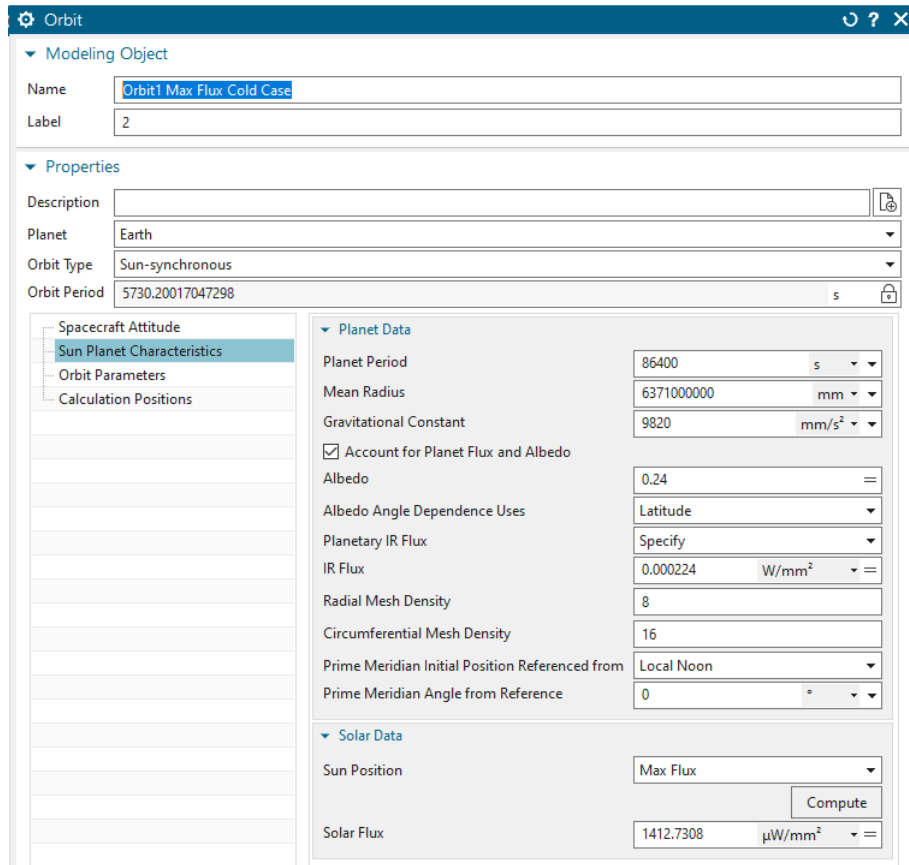 Orbit ?
Modeling Object
Name Orbit1 Max Flux Cold Case
Label 2
Properties
Description
Planet Earth
Orbit Type Sun-synchronous
Orbit Period 5730.20017047298 s
Spacecraft Attitude
Sun Planet Characteristics
Orbit Parameters
Calculation Positions
Planet Data
Planet Period 86400 s
Mean Radius 6371000000 mm
Gravitational Constant 9820 mm/s²
Account for Planet Flux and Albedo
Albedo 0.24 =
Albedo Angle Dependence Uses Latitude
Planetary IR Flux Specify
IR Flux 0.000224 W/mm² =
Radial Mesh Density 8
Circumferential Mesh Density 16
Prime Meridian Initial Position Referenced from Local Noon
Prime Meridian Angle from Reference 0 °
Solar Data
Sun Position Max Flux
Compute
Solar Flux 1412.7308 µW/mm² =